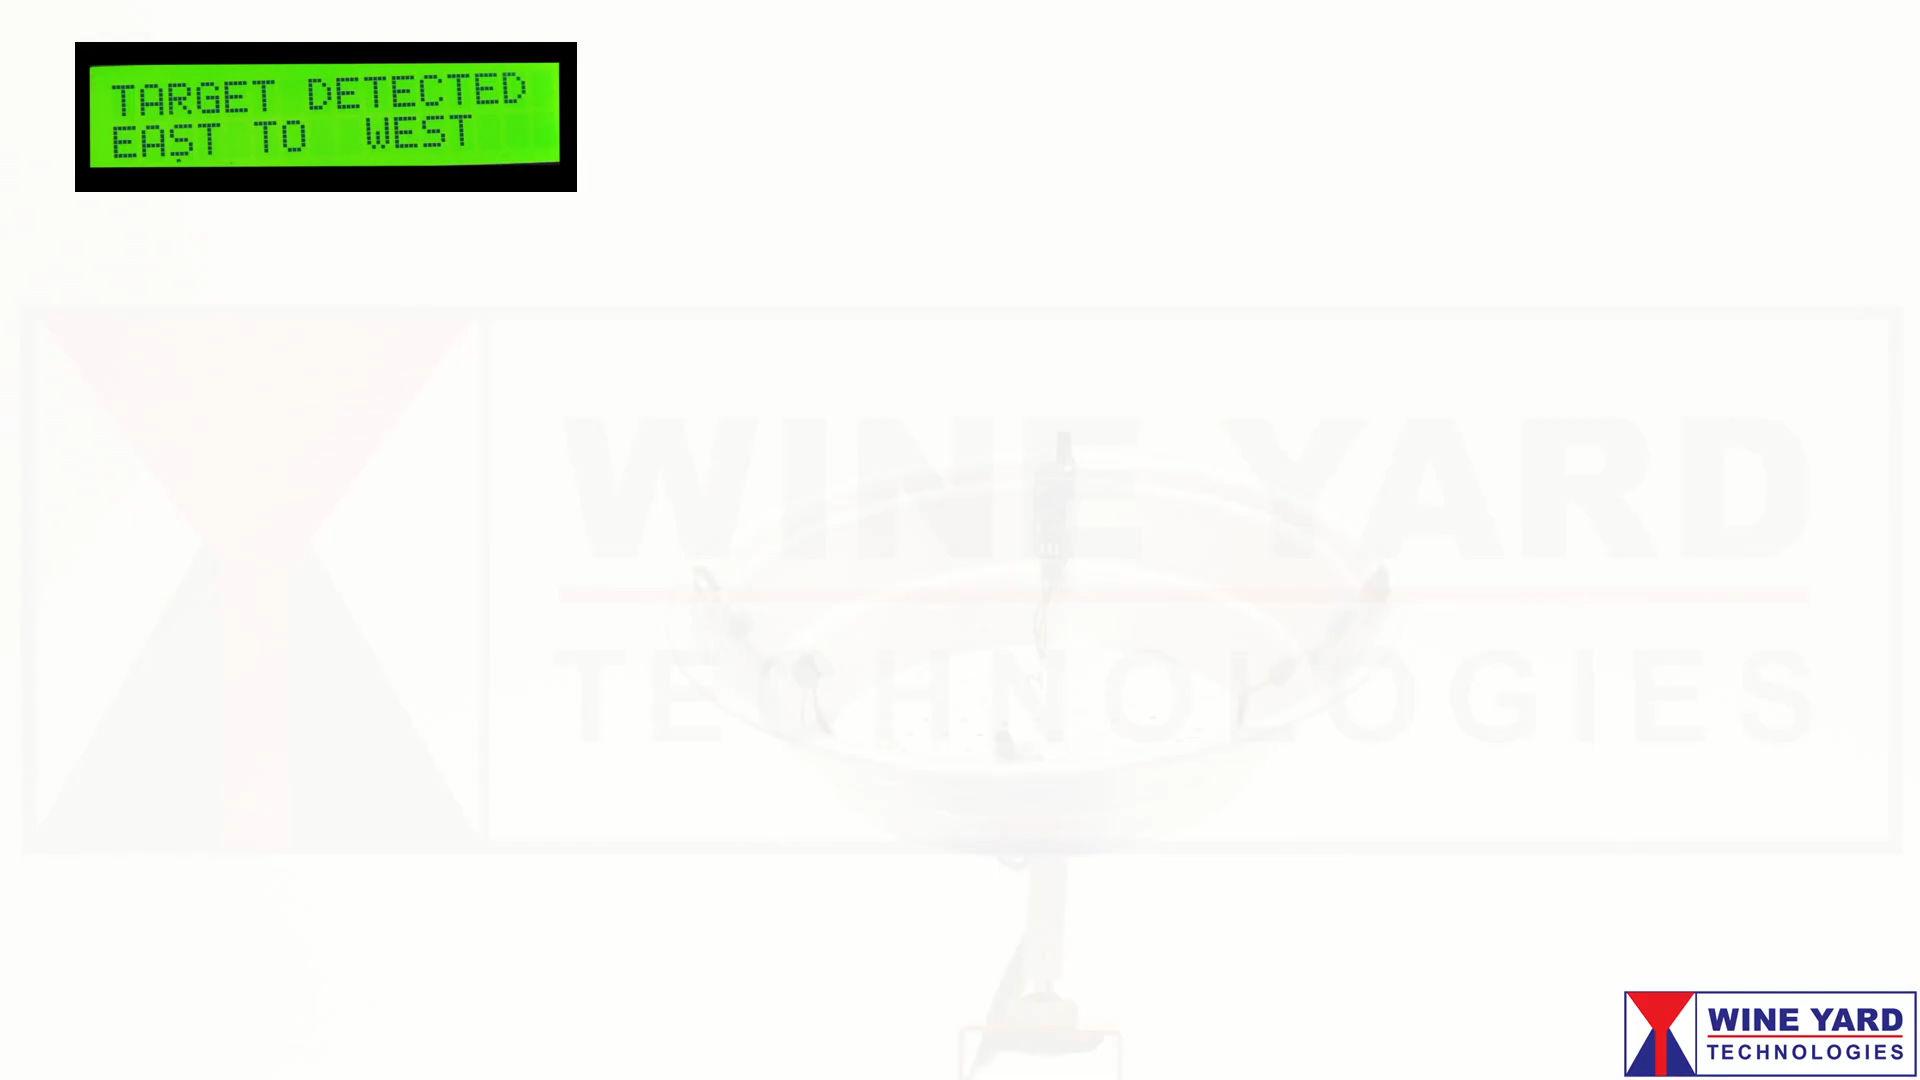 TARGET DETECTED
EAST TO WEST
WINE YARD
TECHNOLOGIES
WINE YARD
TECHNOLOGIES